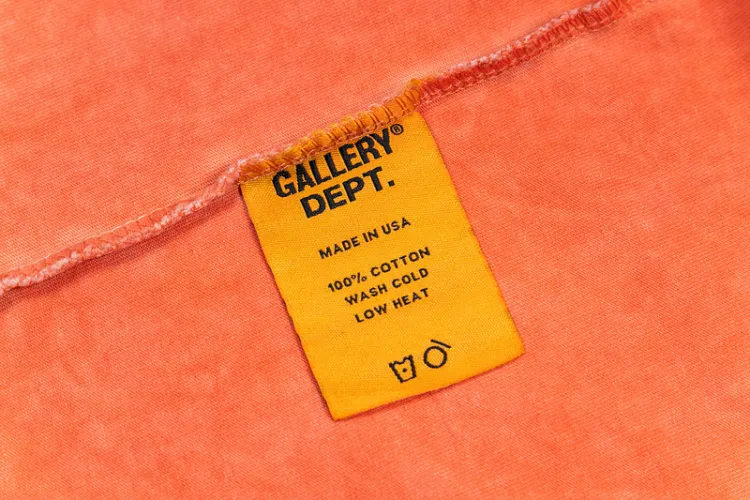 GALLERY®
DEPT.
MADE IN USA
100% COTTON
WASH COLD
LOW HEAT